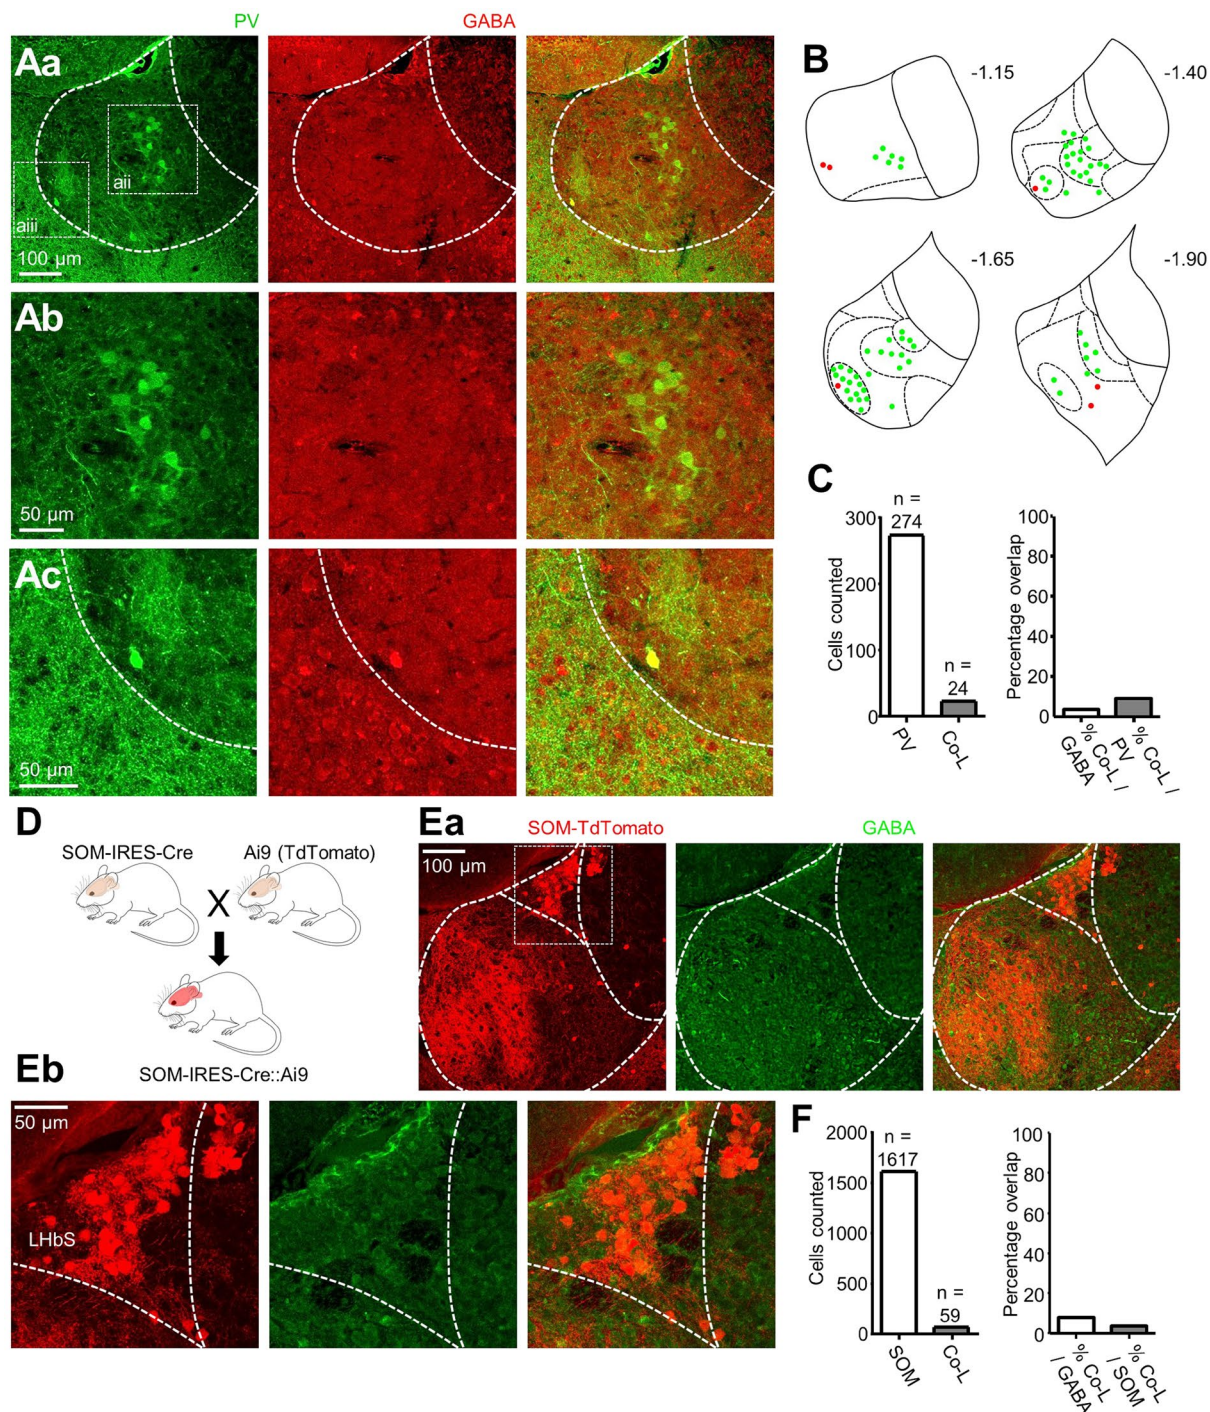 PV
GABA
Aa
aii
aiii
100 µm
Ab
50 µm
Ac
50 µm
B
-1.15
-1.40
-1.65
-1.90
C
n =
274
n =
24
Cells counted
300
200
100
0
PV
Co-L
Percentage overlap
100
80
60
40
20
0
% Co-L /
GABA
% Co-L /
PV
D
SOM-IRES-Cre
Ai9 (TdTomato)
X
SOM-IRES-Cre::Ai9
Ea
SOM-TdTomato
GABA
100 µm
Eb
50 µm
LHbS
F
n =
1617
n =
59
Cells counted
2000
1500
1000
500
0
SOM
Co-L
Percentage overlap
100
80
60
40
20
0
% Co-L
/ GABA
% Co-L
/ SOM